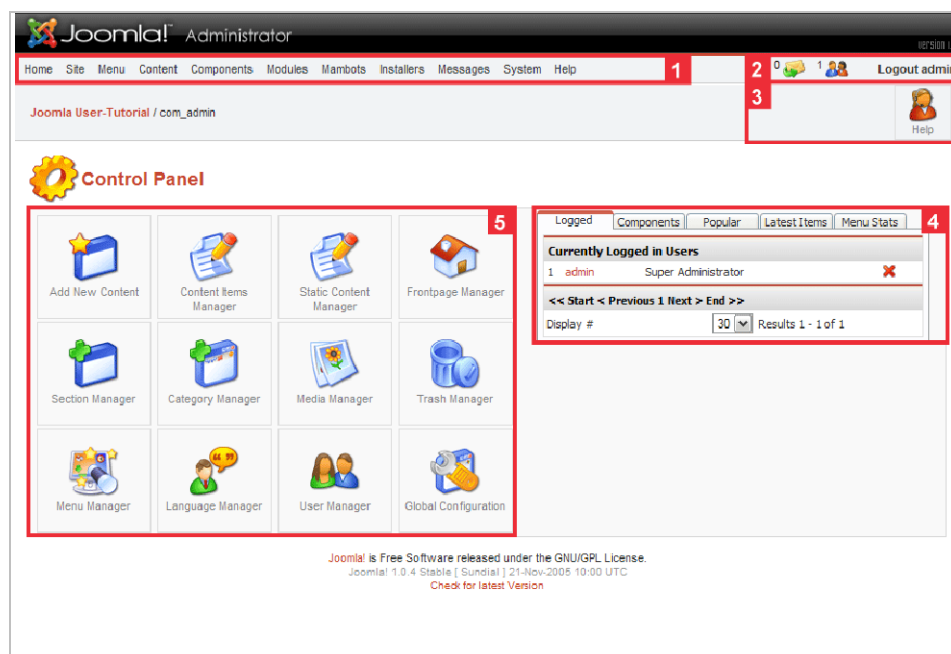 Joomla!™ Administrator
version
Home Site Menu Content Components Modules Mambots Installers Messages System Help 1 2 0 1 Logout admin
Joomla User-Tutorial / com_admin
3
Help
Control Panel
5
Add New Content
Content Items
Manager
Static Content
Manager
Frontpage Manager
Section Manager
Category Manager
Media Manager
Trash Manager
Menu Manager
Language Manager
User Manager
Global Configuration
Logged Components Popular Latest Items Menu Stats 4
Currently Logged in Users
1 admin Super Administrator
<< Start < Previous 1 Next > End >>
Display # 30 Results 1 - 1 of 1
Joomla! is Free Software released under the GNU/GPL License.
Joomla! 1.0.4 Stable [ Sundial ] 21-Nov-2005 10:00 UTC
Check for latest Version